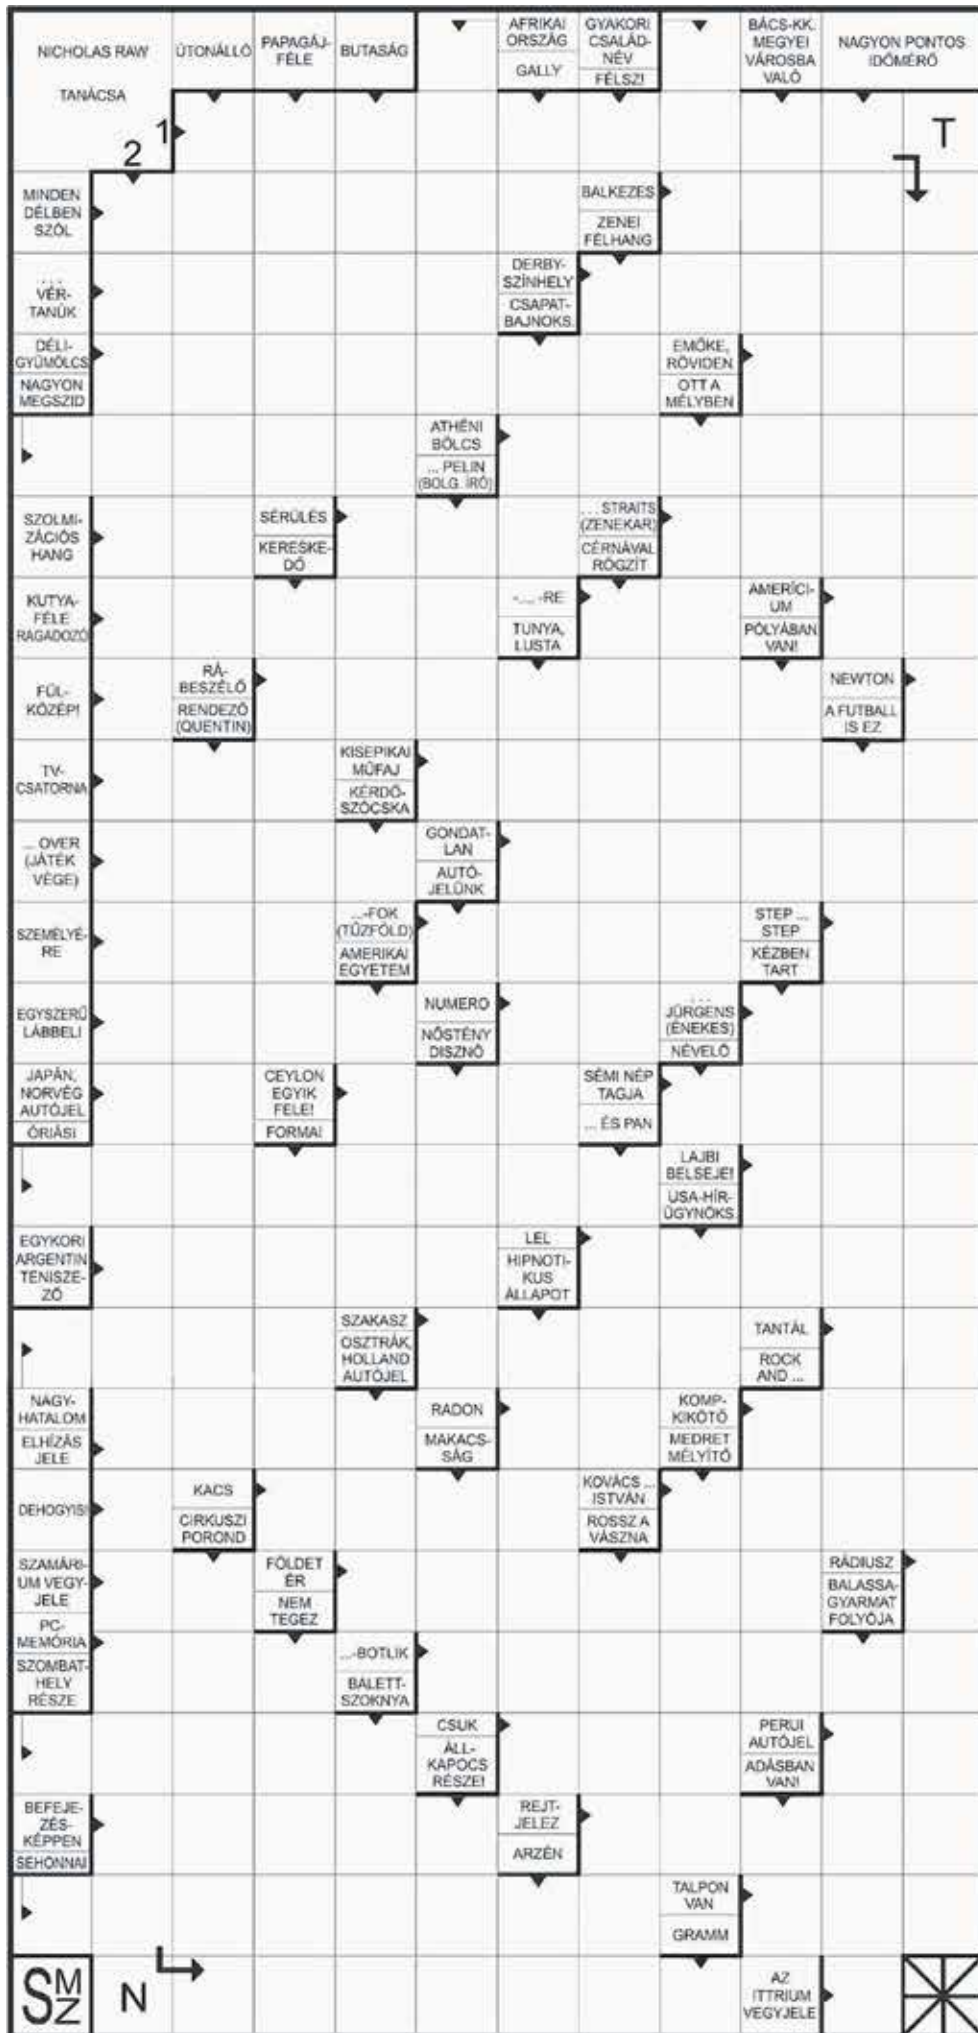 NICHOLAS RAW
TANÁCSA
ÚTONÁLLÓ
PAPAGÁJ-
FÉLE
BUTASÁG
AFRIKAI
ORSZÁG
GALLY
GYAKORI
CSALÁD-
NÉV
FÉLSZ!
BÁCS-KK.
MEGYEI
VÁROSBA
VALÓ
NAGYON PONTOS
IDŐMÉRŐ
1
2
T
MINDEN
DÉLBEN
SZÓL
BALKEZES
ZENEI
FÉLHANG
...
VÉR-
TANÚK
DERBY-
SZÍNHELY
CSAPAT-
BAJNOKS.
DÉLI-
GYÜMÖLCS
NAGYON
MEGSZID
EMŐKE,
RÖVIDEN
OTT A
MÉLYBEN
ATHÉNI
BÖLCS
... PELIN
(BOLG. ÍRÓ)
SZOLMI-
ZÁCIÓS
HANG
SÉRÜLÉS
KERESKE-
DŐ
... STRAITS
(ZENEKAR)
CÉRNÁVAL
RÖGZÍT
KUTYA-
FÉLE
RAGADOZÓ
-... -RE
TUNYA,
LUSTA
AMERÍCI-
UM
PÓLYÁBAN
VAN!
FÜL-
KÖZÉP!
RÁ-
BESZÉLŐ
RENDEZŐ
(QUENTIN)
NEWTON
A FUTBALL
IS EZ
TV-
CSATORNA
KISEPIKAI
MŰFAJ
KÉRDŐ-
SZÓCSKA
... OVER
(JÁTÉK
VÉGE)
GONDAT-
LAN
AUTÓ-
JELÜNK
SZEMÉLYÉ-
RE
...-FOK
(TŰZFÖLD)
AMERIKAI
EGYETEM
STEP ...
STEP
KÉZBEN
TART
EGYSZERŰ
LÁBBELI
NUMERO
NŐSTÉNY
DISZNÓ
...
JÜRGENS
(ÉNEKES)
NÉVELŐ
JAPÁN,
NORVÉG
AUTÓJEL
ÓRIÁSI
CEYLON
EGYIK
FELE!
FORMAI
SÉMI NÉP
TAGJA
... ÉS PAN
LAJBI
BELSEJE!
USA-HÍR-
ÜGYNÖKS.
EGYKORI
ARGENTIN
TENISZE-
ZŐ
LEL
HIPNOTI-
KUS
ÁLLAPOT
SZAKASZ
OSZTRÁK,
HOLLAND
AUTÓJEL
TANTÁL
ROCK
AND ...
NAGY-
HATALOM
ELHÍZÁS
JELE
RADON
MAKACS-
SÁG
KOMP-
KIKÖTŐ
MEDRET
MÉLYÍTŐ
DEHOGYIS!
KACS
CIRKUSZI
POROND
KOVÁCS ...
ISTVÁN
ROSSZ A
VÁSZNA
SZAMÁRI-
UM VEGY-
JELE
PC-
MEMÓRIA
SZOMBAT-
HELY
RÉSZE
FÖLDET
ÉR
NEM
TEGEZ
RÁDIUSZ
BALASSA-
GYARMAT
FOLYÓJA
...-BOTLIK
BALETT-
SZOKNYA
CSUK
ÁLL-
KAPOCS
RÉSZE!
PERUI
AUTÓJEL
ADÁSBAN
VAN!
BEFEJE-
ZÉS-
KÉPPEN
SEHONNAI
REJT-
JELEZ
ARZÉN
TALPON
VAN
GRAMM
SMZ
N
AZ
ITTRIUM
VEGYJELE